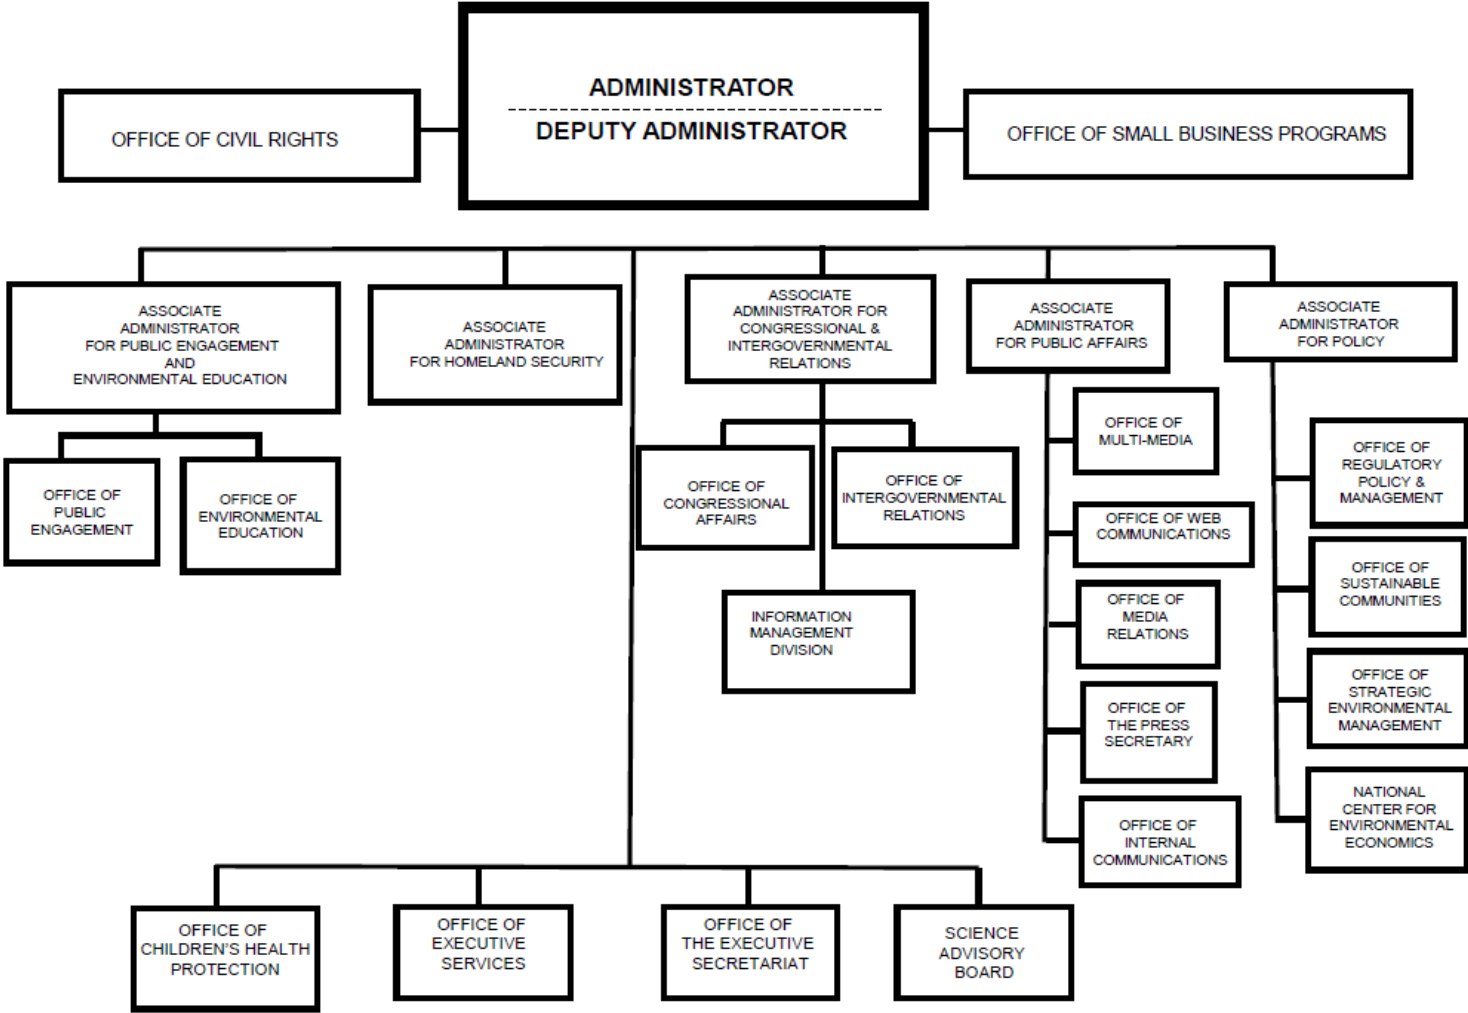 ADMINISTRATOR
DEPUTY ADMINISTRATOR
OFFICE OF CIVIL RIGHTS
OFFICE OF SMALL BUSINESS PROGRAMS
ASSOCIATE
ADMINISTRATOR
FOR PUBLIC ENGAGEMENT
AND
ENVIRONMENTAL EDUCATION
OFFICE OF
PUBLIC
ENGAGEMENT
OFFICE OF
ENVIRONMENTAL
EDUCATION
ASSOCIATE
ADMINISTRATOR
FOR HOMELAND SECURITY
ASSOCIATE
ADMINISTRATOR FOR
CONGRESSIONAL &
INTERGOVERNMENTAL
RELATIONS
OFFICE OF
CONGRESSIONAL
AFFAIRS
OFFICE OF
INTERGOVERNMENTAL
RELATIONS
INFORMATION
MANAGEMENT
DIVISION
ASSOCIATE
ADMINISTRATOR
FOR PUBLIC AFFAIRS
OFFICE OF
MULTI-MEDIA
OFFICE OF WEB
COMMUNICATIONS
OFFICE OF
MEDIA
RELATIONS
OFFICE OF
THE PRESS
SECRETARY
OFFICE OF
INTERNAL
COMMUNICATIONS
ASSOCIATE
ADMINISTRATOR
FOR POLICY
OFFICE OF
REGULATORY
POLICY &
MANAGEMENT
OFFICE OF
SUSTAINABLE
COMMUNITIES
OFFICE OF
STRATEGIC
ENVIRONMENTAL
MANAGEMENT
NATIONAL
CENTER FOR
ENVIRONMENTAL
ECONOMICS
OFFICE OF
CHILDREN'S HEALTH
PROTECTION
OFFICE OF
EXECUTIVE
SERVICES
OFFICE OF
THE EXECUTIVE
SECRETARIAT
SCIENCE
ADVISORY
BOARD